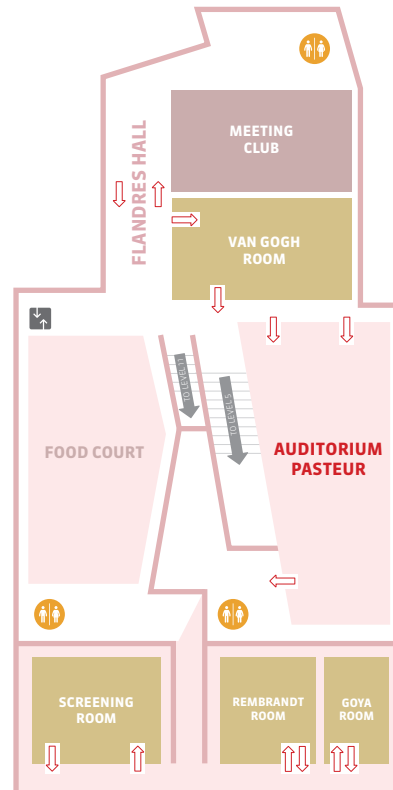 MEETING
CLUB
FLANDRES HALL
VAN GOGH
ROOM
TO LEVEL 11
TO LEVEL 5
FOOD COURT
AUDITORIUM
PASTEUR
SCREENING
ROOM
REMBRANDT
ROOM
GOYA
ROOM